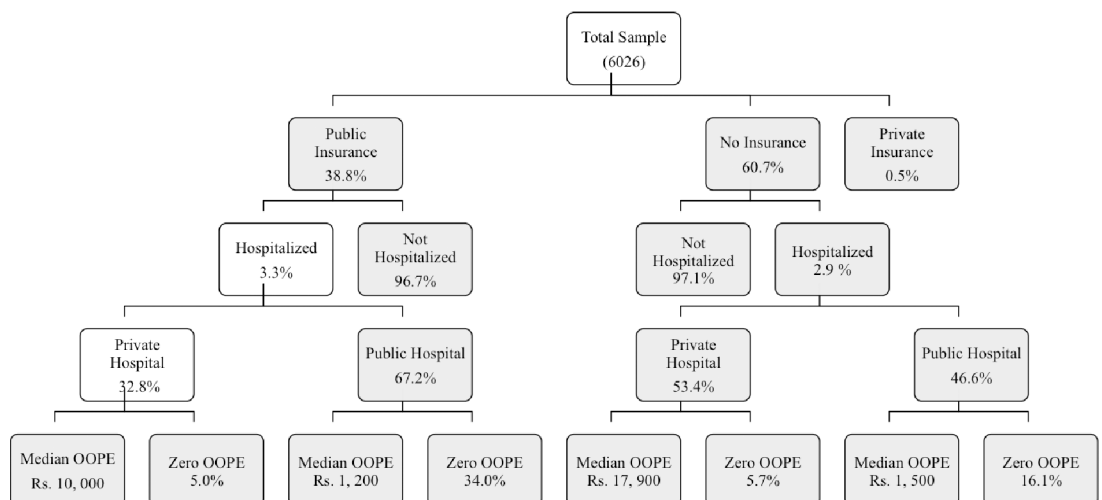 Total Sample
(6026)
Public
Insurance
38.8%
No Insurance
60.7%
Private
Insurance
0.5%
Hospitalized
3.3%
Not
Hospitalized
96.7%
Not
Hospitalized
97.1%
Hospitalized
2.9 %
Private
Hospital
32.8%
Public Hospital
67.2%
Private
Hospital
53.4%
Public Hospital
46.6%
Median OOPE
Rs. 10, 000
Zero OOPE
5.0%
Median OOPE
Rs. 1, 200
Zero OOPE
34.0%
Median OOPE
Rs. 17, 900
Zero OOPE
5.7%
Median OOPE
Rs. 1, 500
Zero OOPE
16.1%